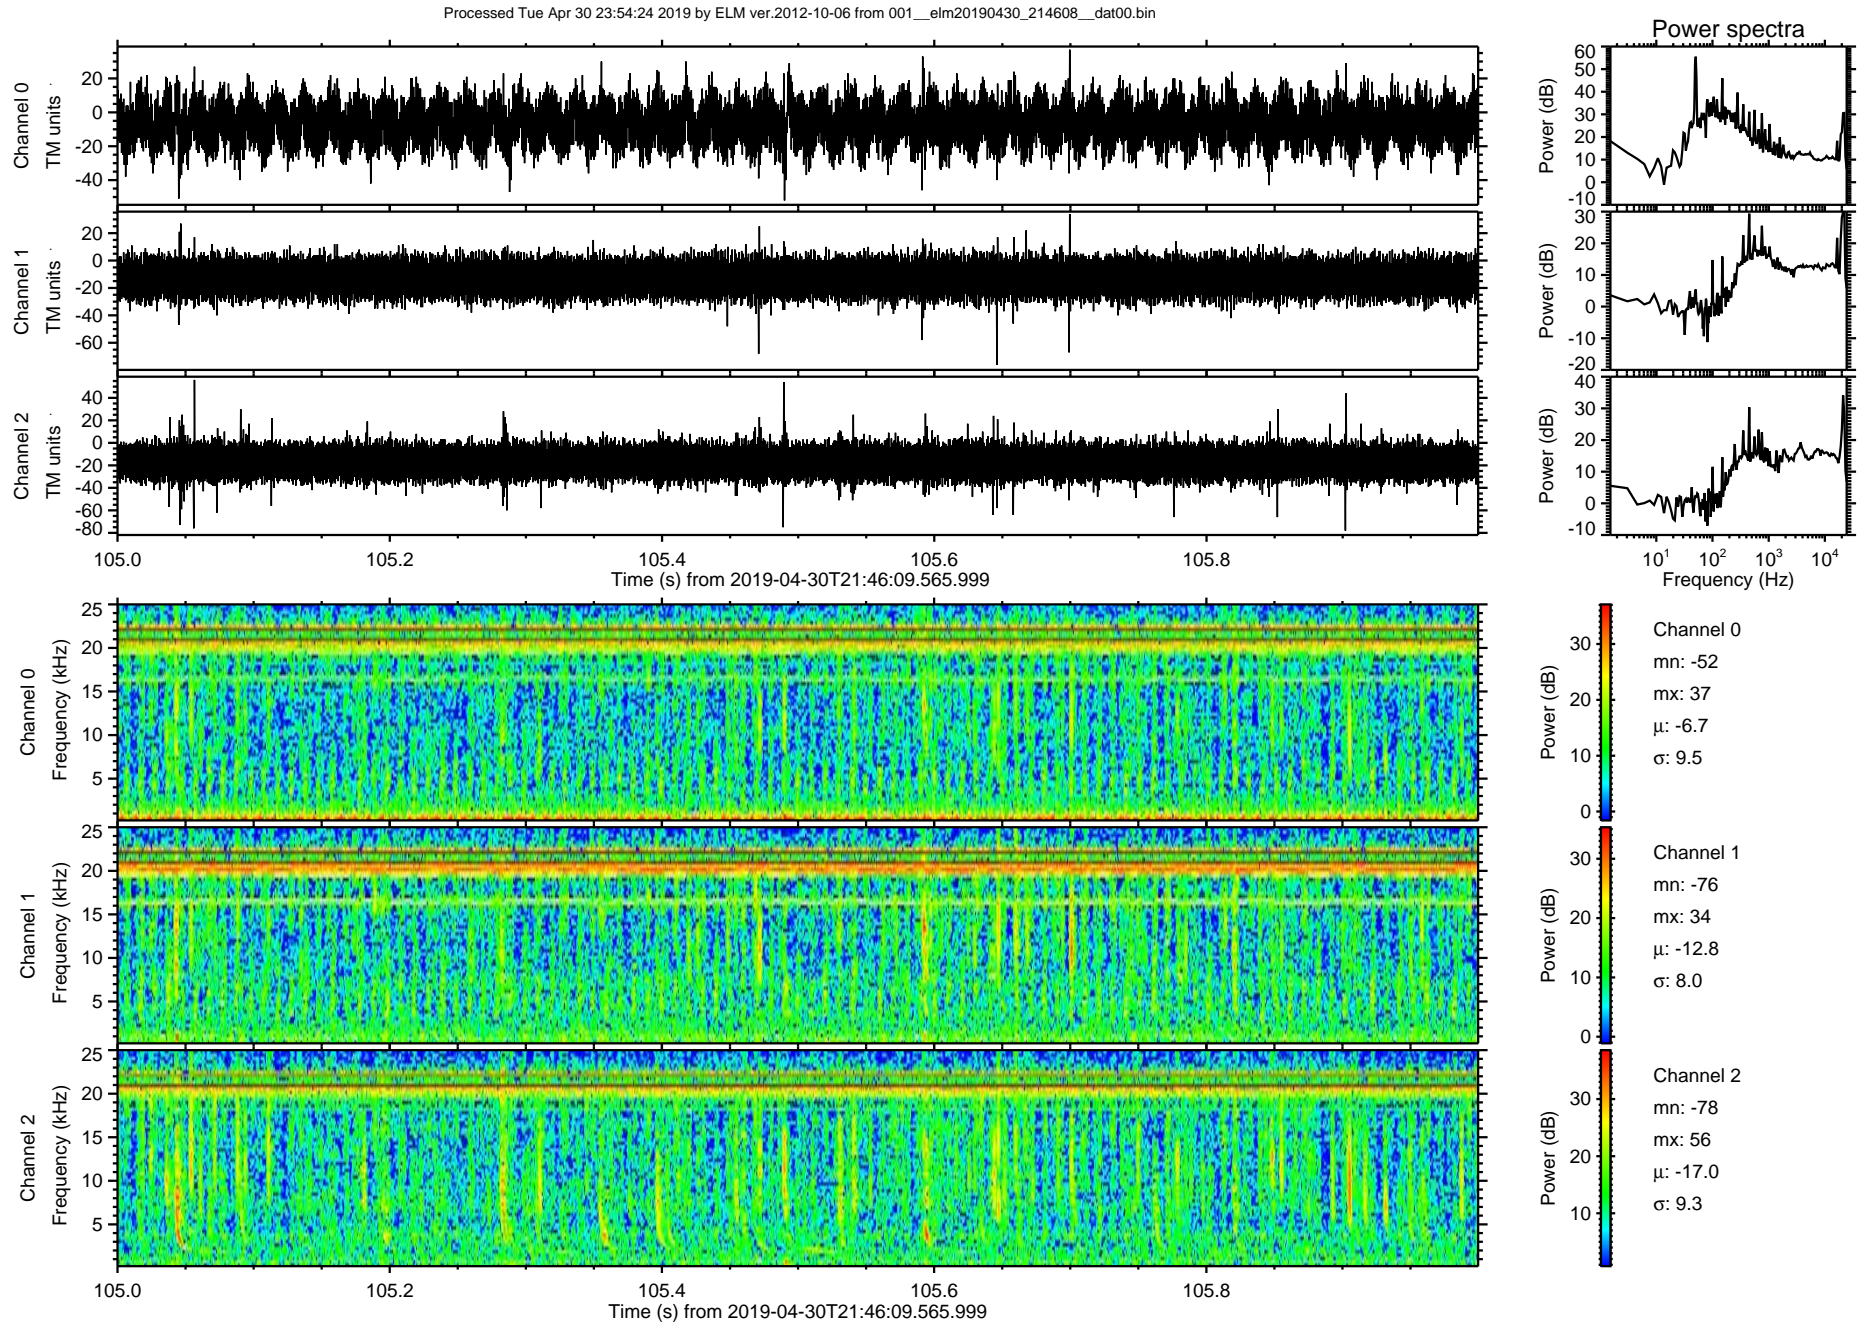 Processed Tue Apr 30 23:54:24 2019 by ELM ver.2012-10-06 from 001__elm20190430_214608__dat00.bin
Power spectra
Channel 0
TM units
20
0
-20
-40
Power (dB)
60
50
40
30
20
10
0
-10
Channel 1
TM units
20
0
-20
-40
-60
Power (dB)
30
20
10
0
-10
-20
Channel 2
TM units
40
20
0
-20
-40
-60
-80
Power (dB)
40
30
20
10
0
-10
105.0 105.2 105.4 105.6 105.8
Time (s) from 2019-04-30T21:46:09.565.999
10^1 10^2 10^3 10^4
Frequency (Hz)
Channel 0
Frequency (kHz)
25
20
15
10
5
Power (dB)
30
20
10
0
Channel 0
mn: -52
mx: 37
μ: -6.7
σ: 9.5
Channel 1
Frequency (kHz)
25
20
15
10
5
Power (dB)
30
20
10
0
Channel 1
mn: -76
mx: 34
μ: -12.8
σ: 8.0
Channel 2
Frequency (kHz)
25
20
15
10
5
Power (dB)
30
20
10
Channel 2
mn: -78
mx: 56
μ: -17.0
σ: 9.3
105.0 105.2 105.4 105.6 105.8
Time (s) from 2019-04-30T21:46:09.565.999